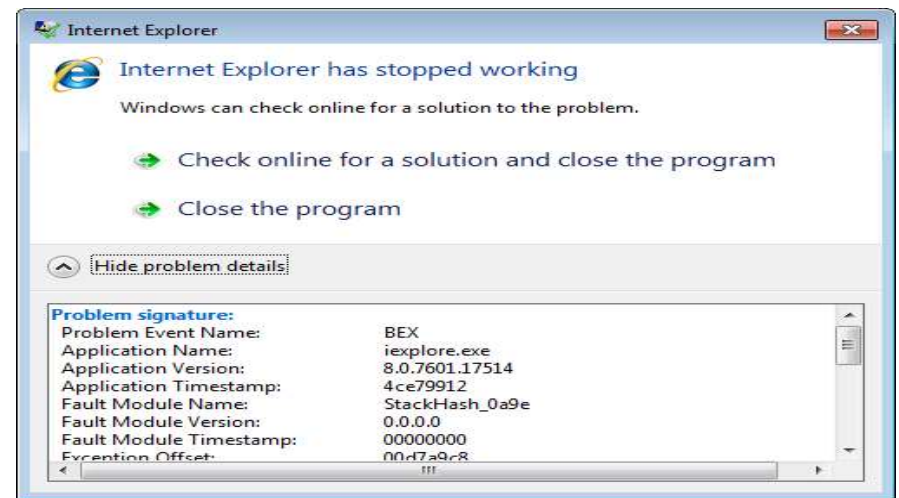 Internet Explorer
Internet Explorer has stopped working
Windows can check online for a solution to the problem.
Check online for a solution and close the program
Close the program
Hide problem details
Problem signature:
Problem Event Name: BEX
Application Name: iexplore.exe
Application Version: 8.0.7601.17514
Application Timestamp: 4ce79912
Fault Module Name: StackHash_0a9e
Fault Module Version: 0.0.0.0
Fault Module Timestamp: 00000000
Exception Offset: 00d7a9c8